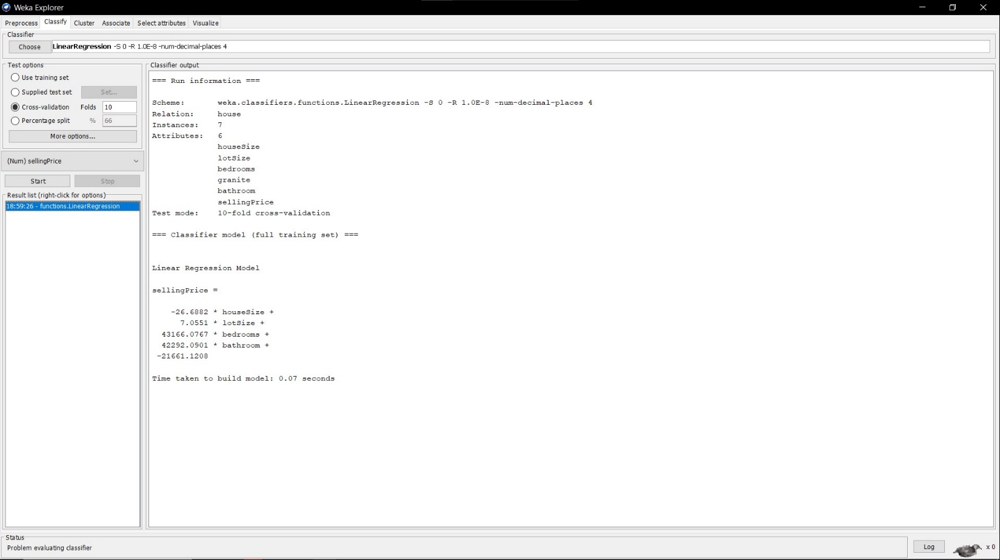 Weka Explorer
Preprocess Classify Cluster Associate Select attributes Visualize
Classifier
Choose LinearRegression -S 0 -R 1.0E-8 -num-decimal-places 4
Test options
Use training set
Supplied test set Set...
Cross-validation Folds 10
Percentage split % 66
More options...
(Num) sellingPrice
Start Stop
Result list (right-click for options)
18:59:26 - functions.LinearRegression
Classifier output
=== Run information ===
Scheme: weka.classifiers.functions.LinearRegression -S 0 -R 1.0E-8 -num-decimal-places 4
Relation: house
Instances: 7
Attributes: 6
houseSize
lotSize
bedrooms
granite
bathroom
sellingPrice
Test mode: 10-fold cross-validation
=== Classifier model (full training set) ===
Linear Regression Model
sellingPrice =
-26.6882 * houseSize +
7.0551 * lotSize +
43166.0767 * bedrooms +
42292.0901 * bathroom +
-21661.1208
Time taken to build model: 0.07 seconds
Status
Problem evaluating classifier
Log x 0